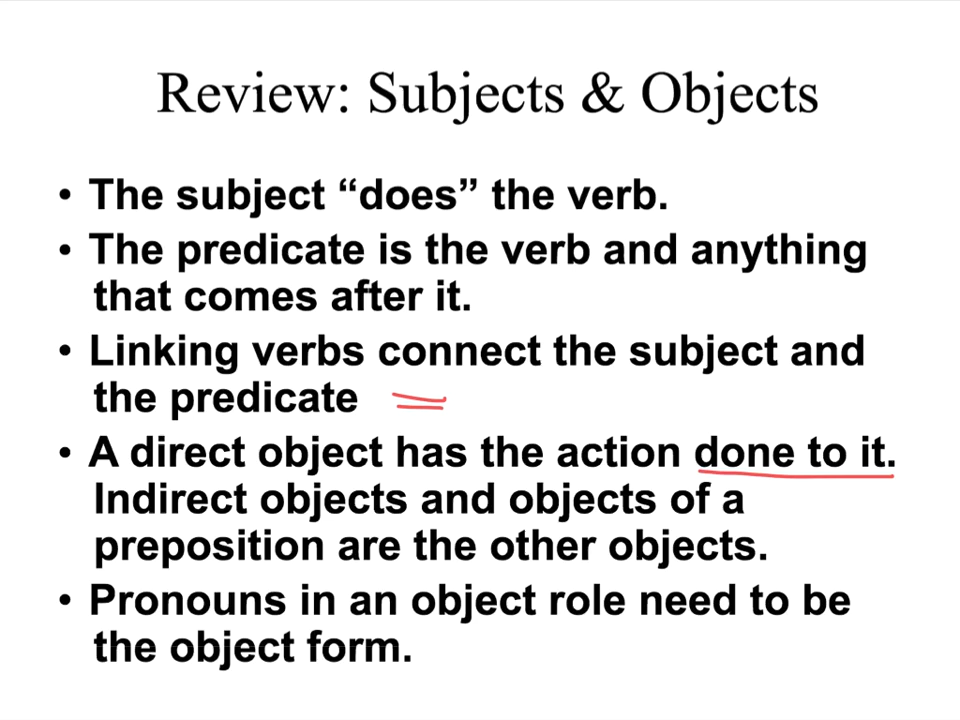 Review: Subjects & Objects
• The subject “does” the verb.
• The predicate is the verb and anything
that comes after it.
• Linking verbs connect the subject and
the predicate =
• A direct object has the action done to it.
Indirect objects and objects of a
preposition are the other objects.
• Pronouns in an object role need to be
the object form.